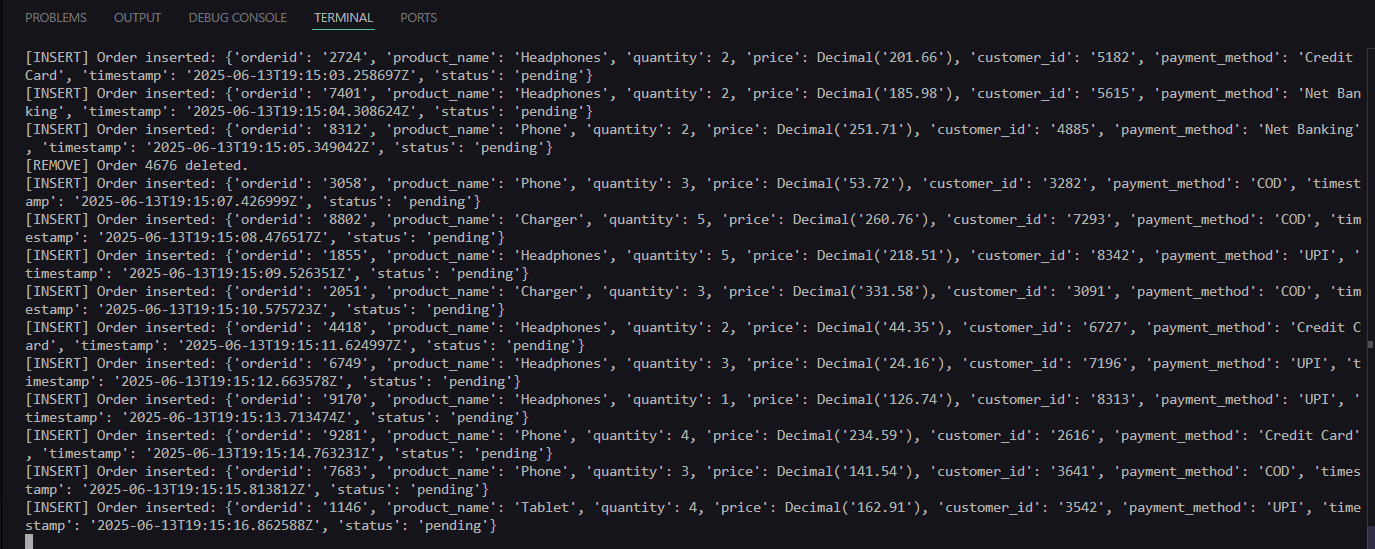 PROBLEMS OUTPUT DEBUG CONSOLE TERMINAL PORTS
[INSERT] Order inserted: {'orderid': '2724', 'product_name': 'Headphones', 'quantity': 2, 'price': Decimal('201.66'), 'customer_id': '5182', 'payment_method': 'Credit
Card', 'timestamp': '2025-06-13T19:15:03.258697Z', 'status': 'pending'}
[INSERT] Order inserted: {'orderid': '7401', 'product_name': 'Headphones', 'quantity': 2, 'price': Decimal('185.98'), 'customer_id': '5615', 'payment_method': 'Net Ban
king', 'timestamp': '2025-06-13T19:15:04.308624Z', 'status': 'pending'}
[INSERT] Order inserted: {'orderid': '8312', 'product_name': 'Phone', 'quantity': 2, 'price': Decimal('251.71'), 'customer_id': '4885', 'payment_method': 'Net Banking'
, 'timestamp': '2025-06-13T19:15:05.349042Z', 'status': 'pending'}
[REMOVE] Order 4676 deleted.
[INSERT] Order inserted: {'orderid': '3058', 'product_name': 'Phone', 'quantity': 3, 'price': Decimal('53.72'), 'customer_id': '3282', 'payment_method': 'COD', 'timest
amp': '2025-06-13T19:15:07.426999Z', 'status': 'pending'}
[INSERT] Order inserted: {'orderid': '8802', 'product_name': 'Charger', 'quantity': 5, 'price': Decimal('260.76'), 'customer_id': '7293', 'payment_method': 'COD', 'tim
estamp': '2025-06-13T19:15:08.476517Z', 'status': 'pending'}
[INSERT] Order inserted: {'orderid': '1855', 'product_name': 'Headphones', 'quantity': 5, 'price': Decimal('218.51'), 'customer_id': '8342', 'payment_method': 'UPI', '
timestamp': '2025-06-13T19:15:09.526351Z', 'status': 'pending'}
[INSERT] Order inserted: {'orderid': '2051', 'product_name': 'Charger', 'quantity': 3, 'price': Decimal('331.58'), 'customer_id': '3091', 'payment_method': 'COD', 'tim
estamp': '2025-06-13T19:15:10.575723Z', 'status': 'pending'}
[INSERT] Order inserted: {'orderid': '4418', 'product_name': 'Headphones', 'quantity': 2, 'price': Decimal('44.35'), 'customer_id': '6727', 'payment_method': 'Credit C
ard', 'timestamp': '2025-06-13T19:15:11.624997Z', 'status': 'pending'}
[INSERT] Order inserted: {'orderid': '6749', 'product_name': 'Headphones', 'quantity': 3, 'price': Decimal('24.16'), 'customer_id': '7196', 'payment_method': 'UPI', 't
imestamp': '2025-06-13T19:15:12.663578Z', 'status': 'pending'}
[INSERT] Order inserted: {'orderid': '9170', 'product_name': 'Headphones', 'quantity': 1, 'price': Decimal('126.74'), 'customer_id': '8313', 'payment_method': 'UPI', '
timestamp': '2025-06-13T19:15:13.713474Z', 'status': 'pending'}
[INSERT] Order inserted: {'orderid': '9281', 'product_name': 'Phone', 'quantity': 4, 'price': Decimal('234.59'), 'customer_id': '2616', 'payment_method': 'Credit Card'
, 'timestamp': '2025-06-13T19:15:14.763231Z', 'status': 'pending'}
[INSERT] Order inserted: {'orderid': '7683', 'product_name': 'Phone', 'quantity': 3, 'price': Decimal('141.54'), 'customer_id': '3641', 'payment_method': 'COD', 'times
tamp': '2025-06-13T19:15:15.813812Z', 'status': 'pending'}
[INSERT] Order inserted: {'orderid': '1146', 'product_name': 'Tablet', 'quantity': 4, 'price': Decimal('162.91'), 'customer_id': '3542', 'payment_method': 'UPI', 'time
stamp': '2025-06-13T19:15:16.862588Z', 'status': 'pending'}